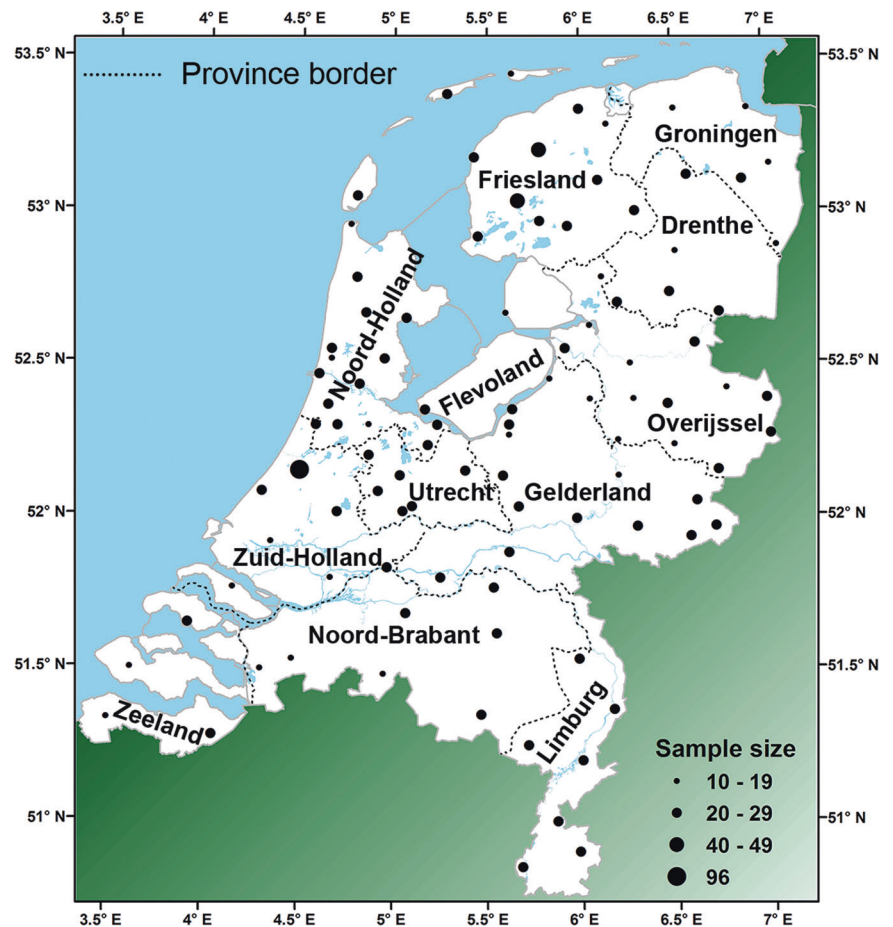 3.5° E 4° E 4.5° E 5° E 5.5° E 6° E 6.5° E 7° E
53.5° N 53.5° N
Province border
Groningen
Friesland
53° N 53° N
Drenthe
Noord-Holland
52.5° N 52.5° N
Flevoland
Overijssel
Utrecht Gelderland
52° N 52° N
Zuid-Holland
Noord-Brabant
51.5° N 51.5° N
Zeeland
Limburg
Sample size
10 - 19
51° N 51° N
20 - 29
40 - 49
96
3.5° E 4° E 4.5° E 5° E 5.5° E 6° E 6.5° E 7° E